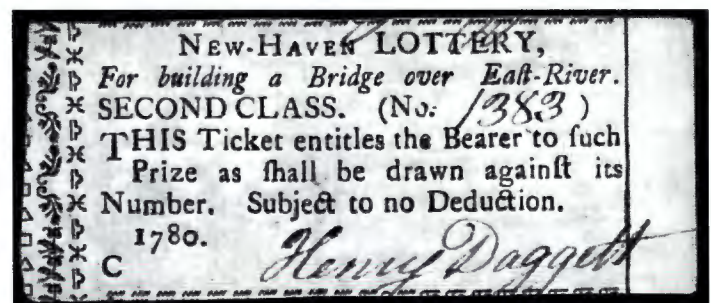 NEW-HAVEN LOTTERY,
For building a Bridge over Eaſt-River.
SECOND CLASS. (No: 1383)
THIS Ticket entitles the Bearer to ſuch
Prize as ſhall be drawn againſt its
Number. Subject to no Deduction.
1780.
C Henry Daggett